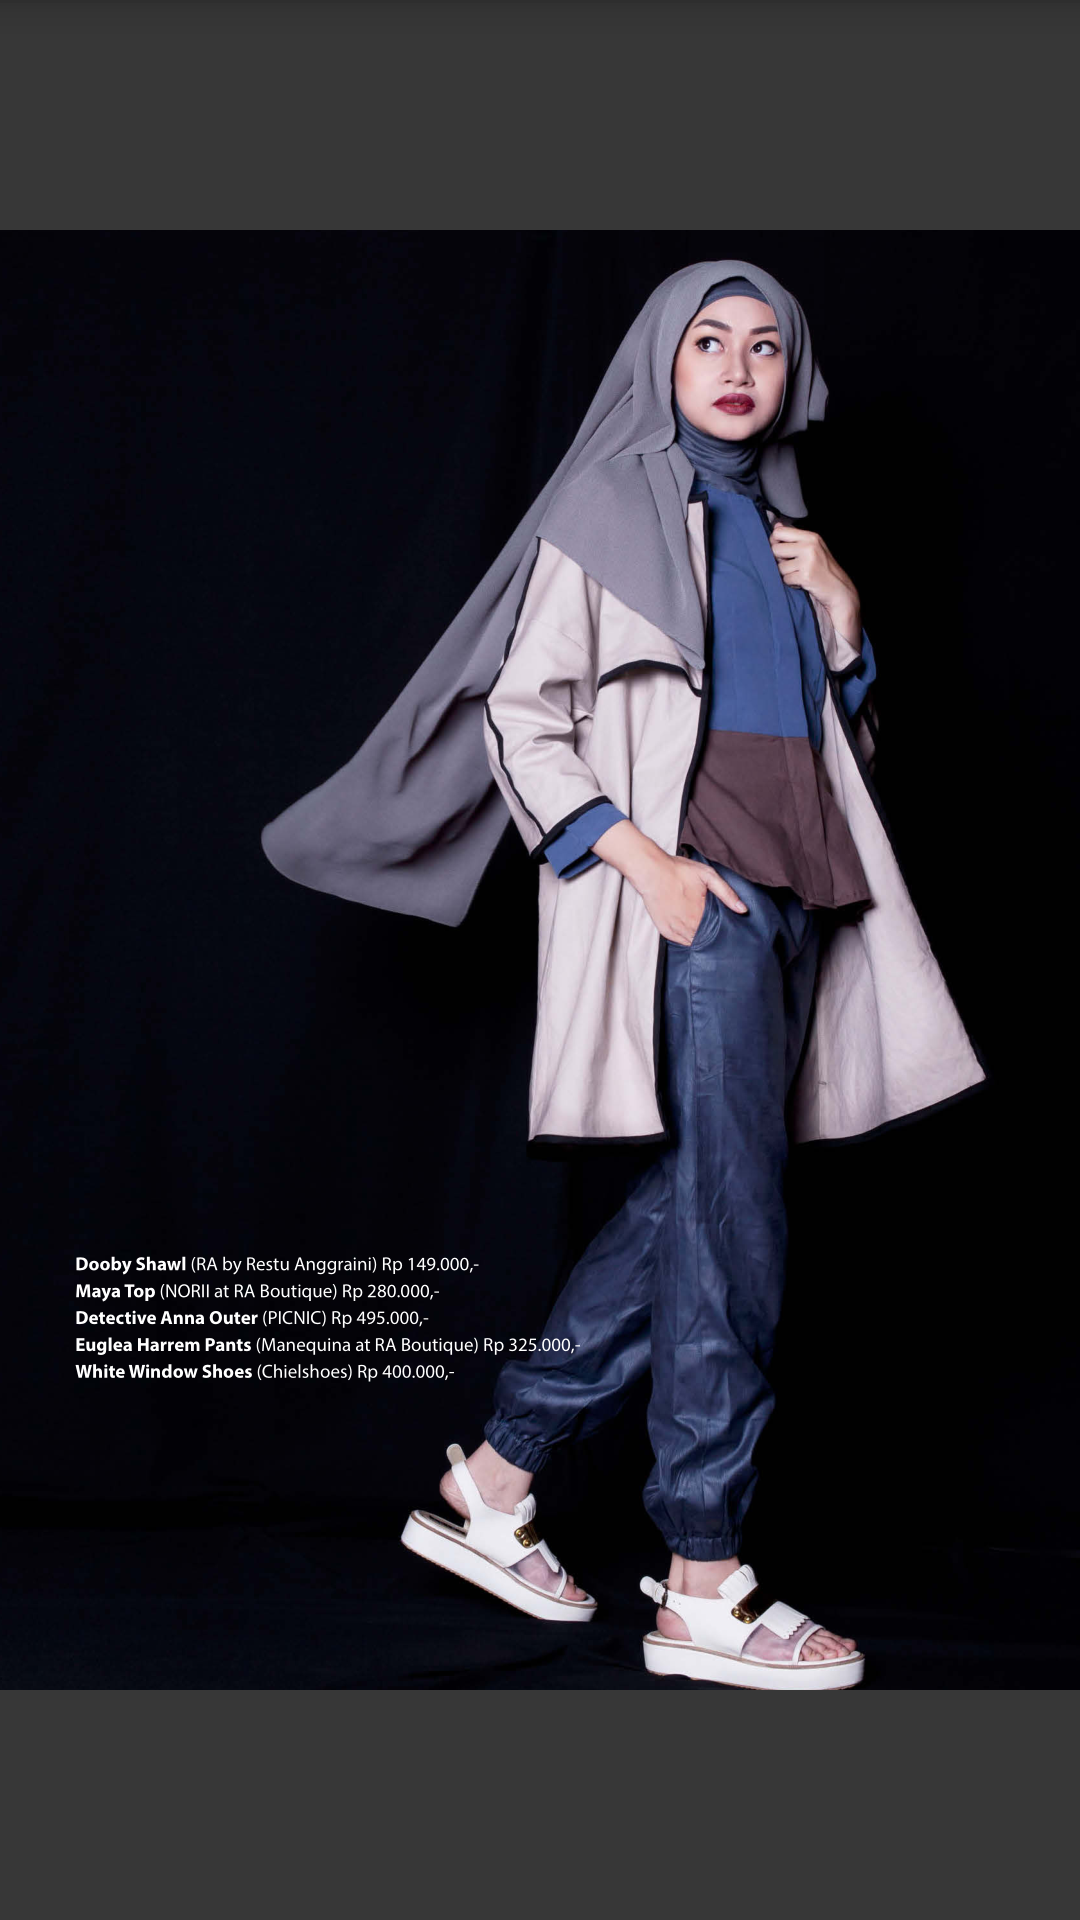 Dooby Shawl (RA by Restu Anggraini) Rp 149.000,-
Maya Top (NORII at RA Boutique) Rp 280.000,-
Detective Anna Outer (PICNIC) Rp 495.000,-
Euglea Harrem Pants (Manequina at RA Boutique) Rp 325.000,-
White Window Shoes (Chielshoes) Rp 400.000,-